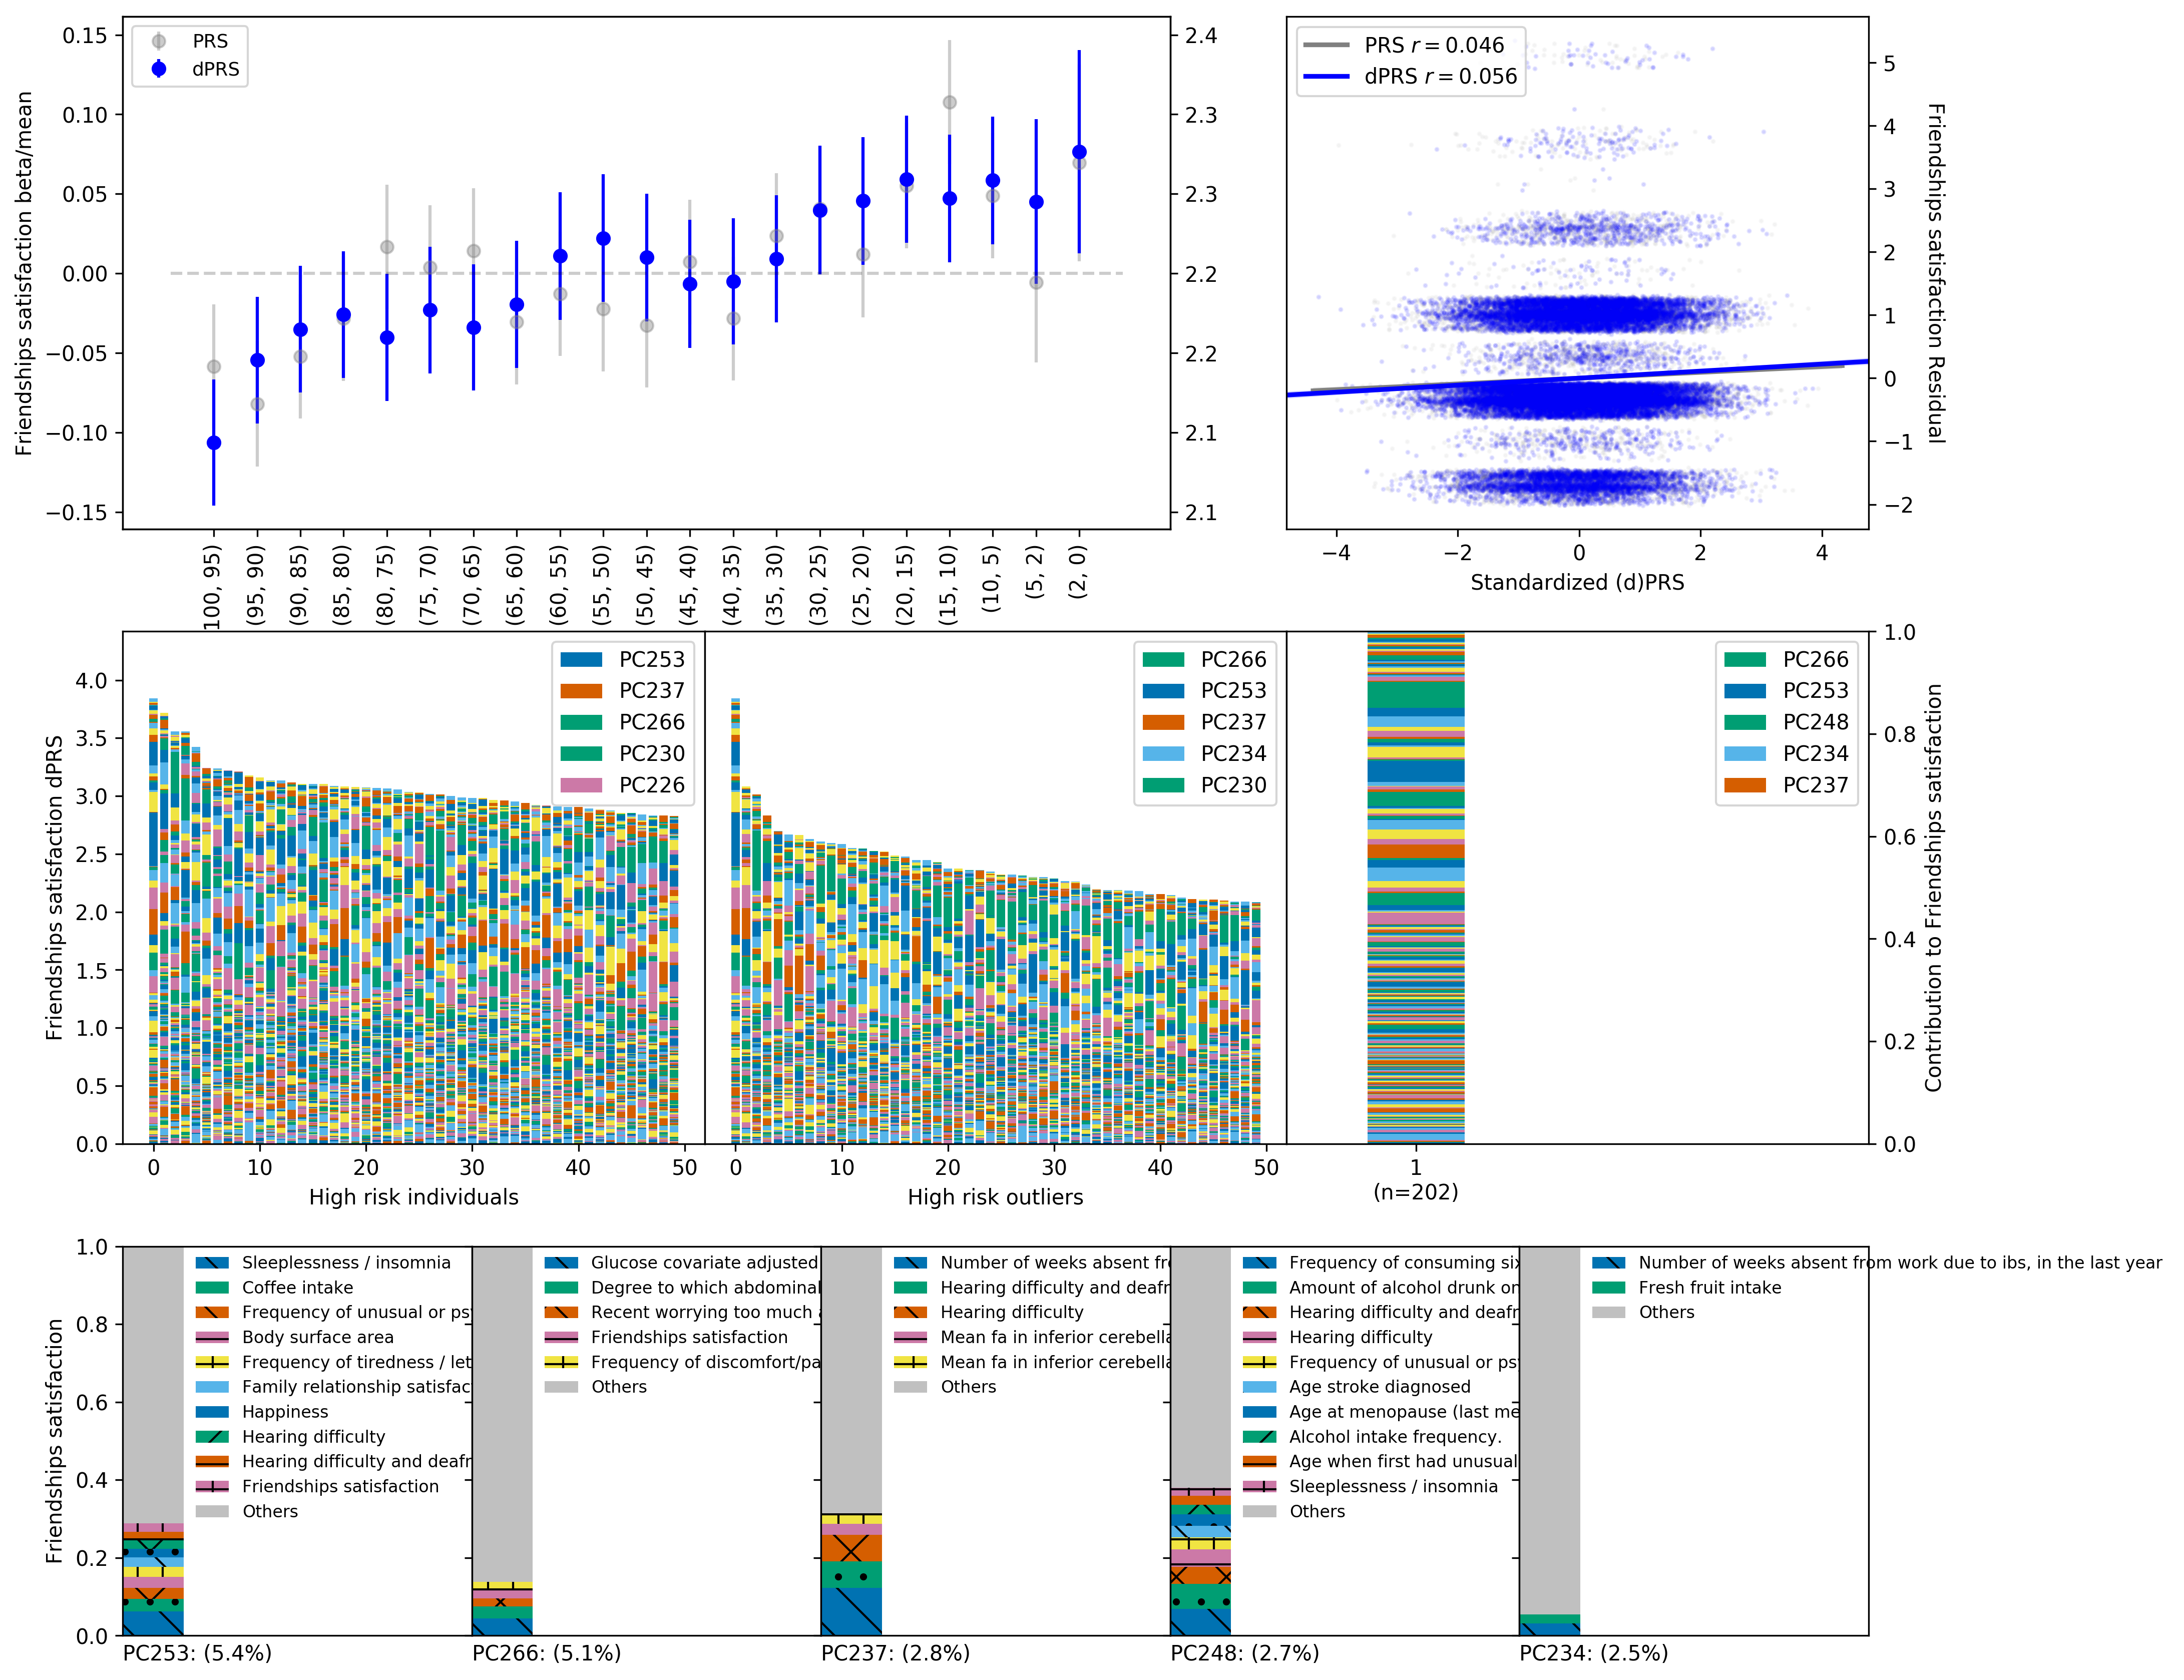 PRS
dPRS
Friendships satisfaction beta/mean
0.15
0.10
0.05
0.00
−0.05
−0.10
−0.15
2.4
2.3
2.3
2.2
2.2
2.1
2.1
100, 95)
(95, 90)
(90, 85)
(85, 80)
(80, 75)
(75, 70)
(70, 65)
(65, 60)
(60, 55)
(55, 50)
(50, 45)
(45, 40)
(40, 35)
(35, 30)
(30, 25)
(25, 20)
(20, 15)
(15, 10)
(10, 5)
(5, 2)
(2, 0)
PRS r = 0.046
dPRS r = 0.056
5
4
3
2
1
0
−1
−2
Friendships satisfaction Residual
−4
−2
0
2
4
Standardized (d)PRS
Friendships satisfaction dPRS
4.0
3.5
3.0
2.5
2.0
1.5
1.0
0.5
0.0
PC253
PC237
PC266
PC230
PC226
0
10
20
30
40
50
High risk individuals
PC266
PC253
PC237
PC234
PC230
0
10
20
30
40
50
High risk outliers
PC266
PC253
PC248
PC234
PC237
1
(n=202)
1.0
0.8
0.6
0.4
0.2
0.0
Contribution to Friendships satisfaction
Friendships satisfaction
1.0
0.8
0.6
0.4
0.2
0.0
Sleeplessness / insomnia
Coffee intake
Frequency of unusual or ps
Body surface area
Frequency of tiredness / let
Family relationship satisfac
Happiness
Hearing difficulty
Hearing difficulty and deafr
Friendships satisfaction
Others
PC253: (5.4%)
Glucose covariate adjusted
Degree to which abdominal
Recent worrying too much
Friendships satisfaction
Frequency of discomfort/pa
Others
PC266: (5.1%)
Number of weeks absent fr
Hearing difficulty and deafr
Hearing difficulty
Mean fa in inferior cerebella
Mean fa in inferior cerebella
Others
PC237: (2.8%)
Frequency of consuming six
Amount of alcohol drunk on
Hearing difficulty and deafr
Hearing difficulty
Frequency of unusual or ps
Age stroke diagnosed
Age at menopause (last me
Alcohol intake frequency.
Age when first had unusual
Sleeplessness / insomnia
Others
PC248: (2.7%)
Number of weeks absent from work due to ibs, in the last year
Fresh fruit intake
Others
PC234: (2.5%)